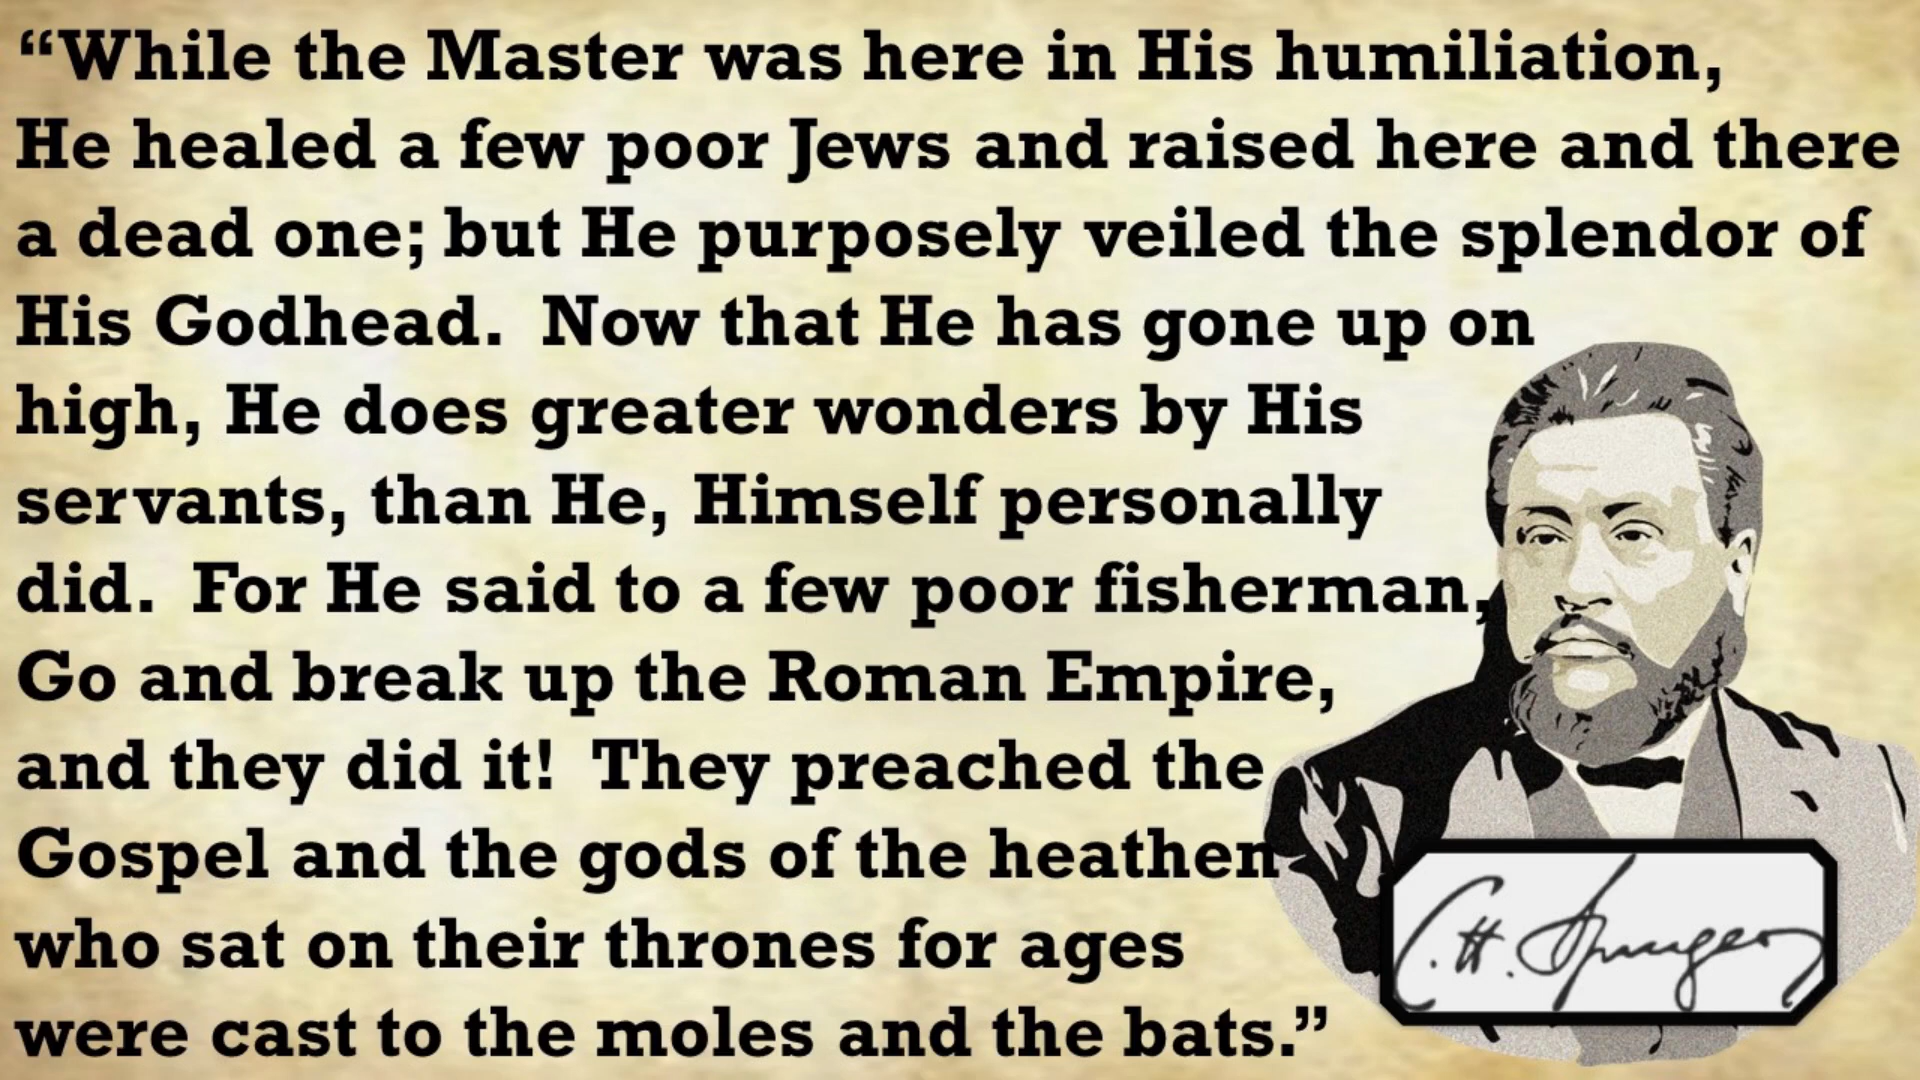 “While the Master was here in His humiliation,
He healed a few poor Jews and raised here and there
a dead one; but He purposely veiled the splendor of
His Godhead.  Now that He has gone up on
high, He does greater wonders by His
servants, than He, Himself personally
did.  For He said to a few poor fisherman,
Go and break up the Roman Empire,
and they did it!  They preached the
Gospel and the gods of the heathen
who sat on their thrones for ages
were cast to the moles and the bats.”
C. H. Spurgeon